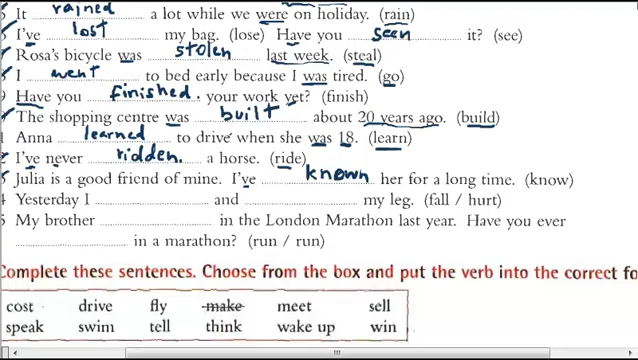 It rained a lot while we were on holiday. (rain)
I've lost my bag. (lose) Have you seen it? (see)
Rosa's bicycle was stolen last week. (steal)
I went to bed early because I was tired. (go)
Have you finished your work yet? (finish)
The shopping centre was built about 20 years ago. (build)
Anna learned to drive when she was 18. (learn)
I've never ridden a horse. (ride)
Julia is a good friend of mine. I've known her for a long time. (know)
Yesterday I .................... and .................... my leg. (fall / hurt)
My brother .................... in the London Marathon last year. Have you ever
.................... in a marathon? (run / run)
Complete these sentences. Choose from the box and put the verb into the correct fo
cost drive fly make meet sell
speak swim tell think wake up win